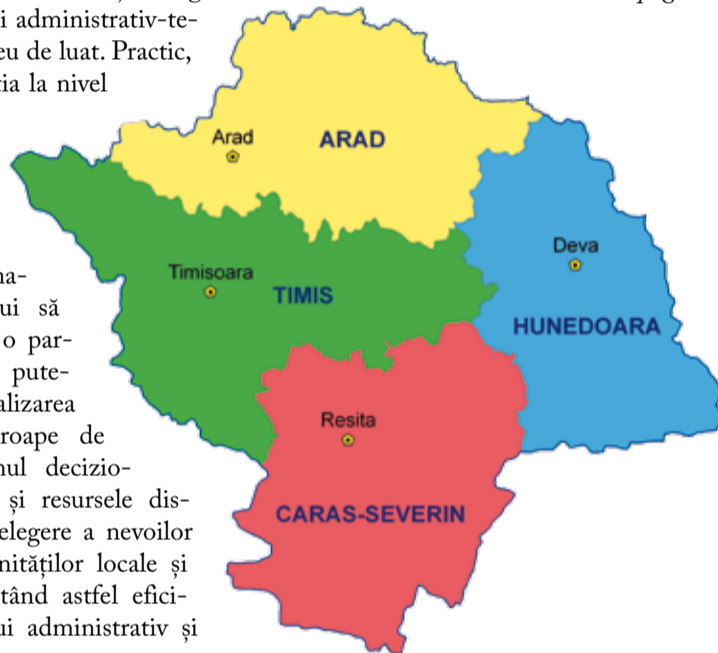 i administrativ-te-
eu de luat. Practic,
ția la nivel
na-
ui să
o par-
pute-
alizarea
roape de
nul decizio-
și resursele dis-
elegere a nevoilor
nităților locale și
tând astfel efici-
ui administrativ și
Arad
ARAD
Deva
Timisoara
TIMIS
HUNEDOARA
Resita
CARAS-SEVERIN